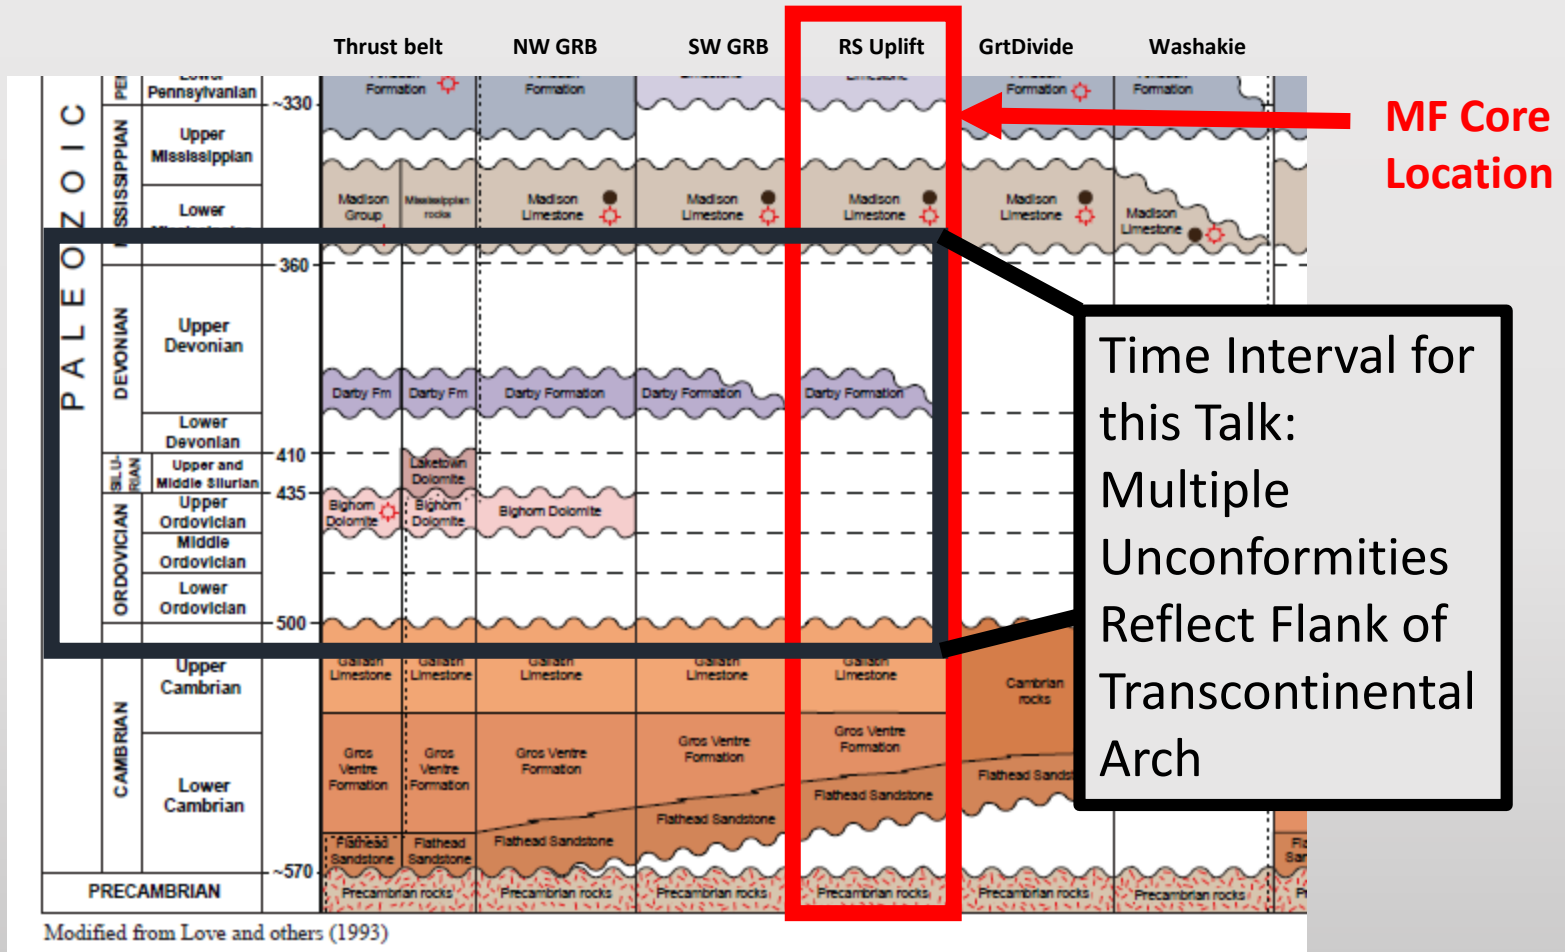 Thrust belt
NW GRB
SW GRB
RS Uplift
GrtDivide
Washakie
MF Core
Location
PALEOZOIC
Pennsylvanian
~330
Formation
Formation
Formation
Formation
MISSISSIPPIAN
Upper
Mississippian
Lower
Madison
Group
Mississippian
rocks
Madison
Limestone
Madison
Limestone
Madison
Limestone
Madison
Limestone
Madison
Limestone
360
DEVONIAN
Upper
Devonian
Darby Fm
Darby Fm
Darby Formation
Darby Formation
Darby Formation
Lower
Devonian
410
SILU-
RIAN
Upper and
Middle Silurian
Laketown
Dolomite
435
ORDOVICIAN
Upper
Ordovician
Bighorn
Dolomite
Bighorn
Dolomite
Bighorn Dolomite
Middle
Ordovician
Lower
Ordovician
500
CAMBRIAN
Upper
Cambrian
Gallatin
Limestone
Gallatin
Limestone
Gallatin
Limestone
Gallatin
Limestone
Gallatin
Limestone
Cambrian
rocks
Lower
Cambrian
Gros
Ventre
Formation
Gros
Ventre
Formation
Gros Ventre
Formation
Gros Ventre
Formation
Gros Ventre
Formation
Flathead
Sandstone
Flathead
Sandstone
Flathead Sandstone
Flathead Sandstone
Flathead Sandstone
Flathead Sandst
~570
PRECAMBRIAN
Precambrian rocks
Precambrian rocks
Precambrian rocks
Precambrian rocks
Precambrian rocks
Precambrian rocks
Time Interval for
this Talk:
Multiple
Unconformities
Reflect Flank of
Transcontinental
Arch
Modified from Love and others (1993)